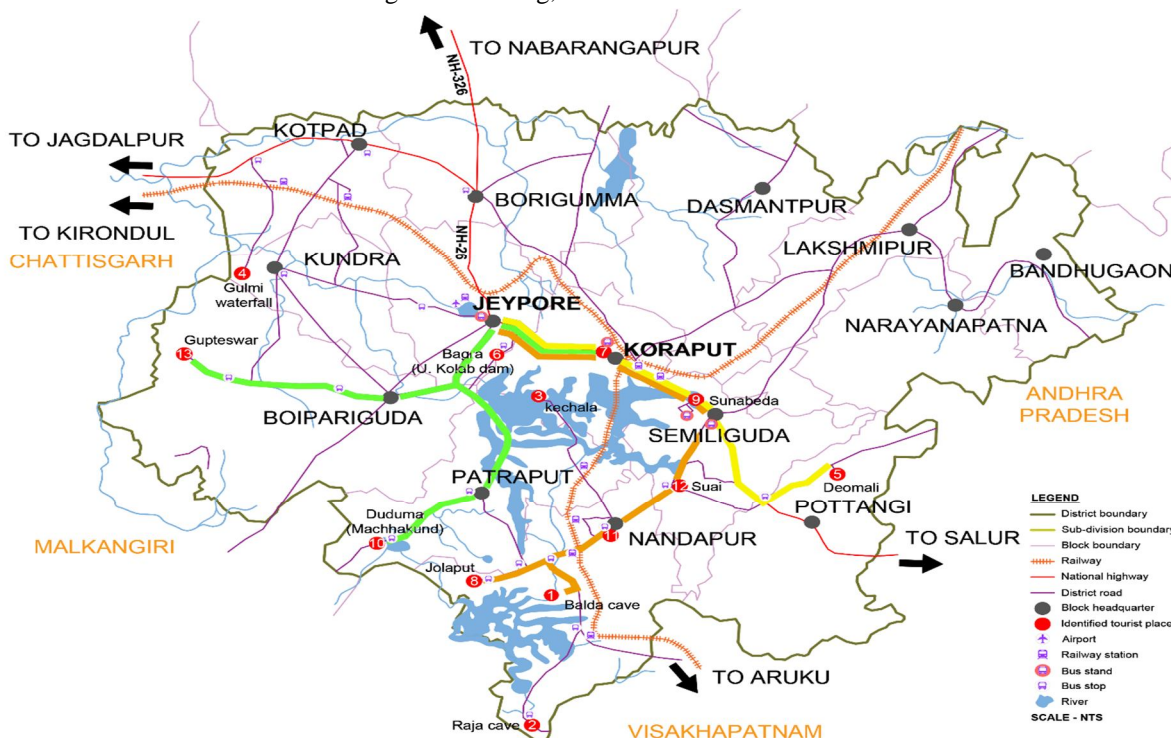 TO NABARANGAPUR
NH-326
TO JAGDALPUR
KOTPAD
BORIGUMMA
DASMANTPUR
TO KIRONDUL
CHATTISGARH
KUNDRA
NH-26
LAKSHMIPUR
BANDHUGAON
4
Gulmi
waterfall
JEYPORE
NARAYANAPATNA
Gupteswar
13
Bagra
(U. Kolab dam)
6
7
KORAPUT
BOIPARIGUDA
3
kechala
9
Sunabeda
SEMILIGUDA
ANDHRA
PRADESH
PATRAPUT
12
Suai
5
Deomali
POTTANGI
Duduma
(Machhakund)
10
NANDAPUR
11
TO SALUR
MALKANGIRI
Jolaput
8
1
Balda cave
TO ARUKU
Raja cave
2
VISAKHAPATNAM
LEGEND
District boundary
Sub-division boundary
Block boundary
Railway
National highway
District road
Block headquarter
Identified tourist place
Airport
Railway station
Bus stand
Bus stop
River
SCALE - NTS